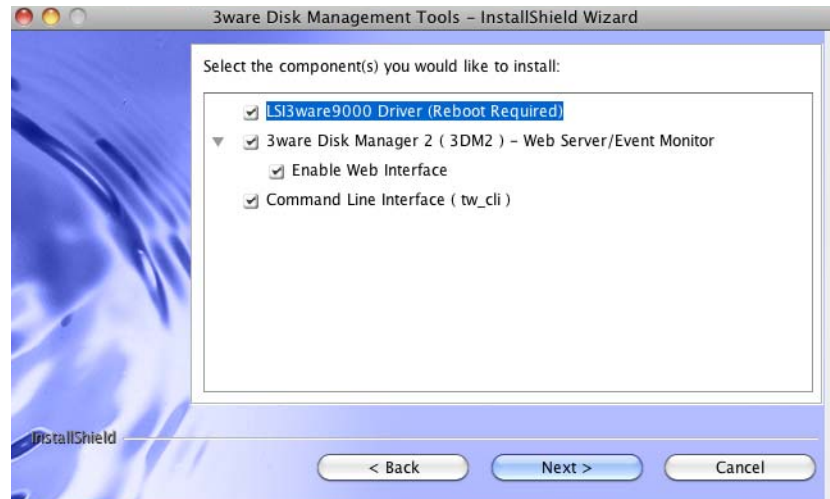 3ware Disk Management Tools – InstallShield Wizard
Select the component(s) you would like to install:
LSI3ware9000 Driver (Reboot Required)
3ware Disk Manager 2 ( 3DM2 ) – Web Server/Event Monitor
Enable Web Interface
Command Line Interface ( tw_cli )
InstallShield
< Back
Next >
Cancel